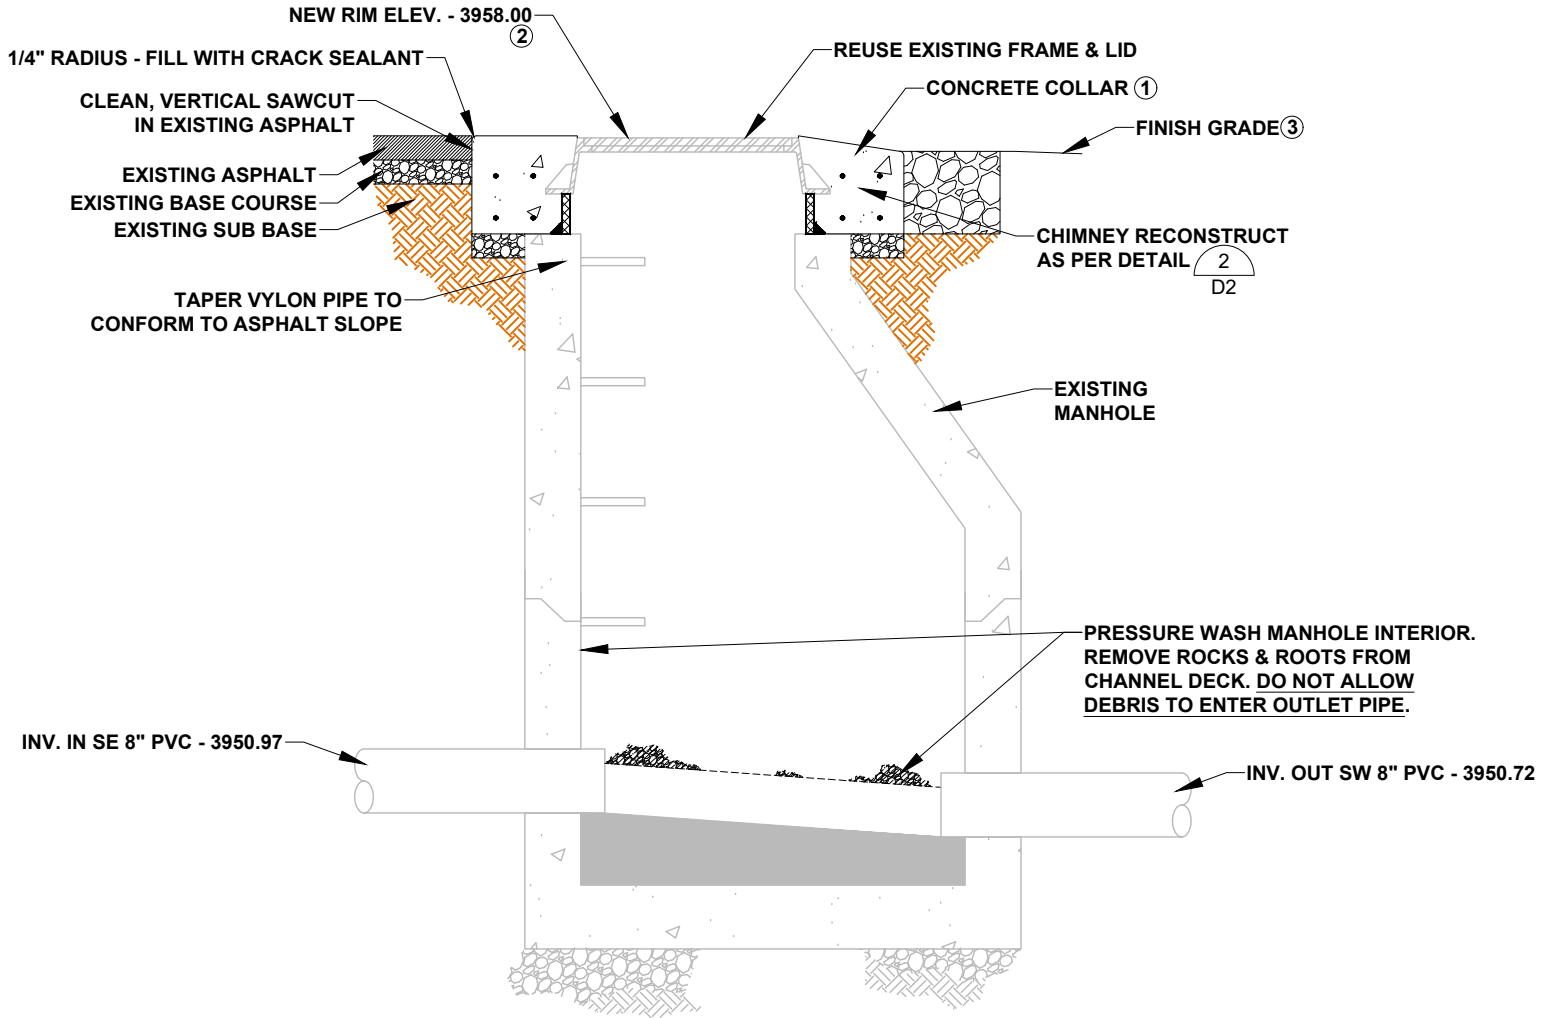 NEW RIM ELEV. - 3958.00
2
1/4" RADIUS - FILL WITH CRACK SEALANT
CLEAN, VERTICAL SAWCUT
IN EXISTING ASPHALT
EXISTING ASPHALT
EXISTING BASE COURSE
EXISTING SUB BASE
TAPER VYLON PIPE TO
CONFORM TO ASPHALT SLOPE
REUSE EXISTING FRAME & LID
CONCRETE COLLAR 1
FINISH GRADE 3
CHIMNEY RECONSTRUCT
AS PER DETAIL 2
D2
EXISTING
MANHOLE
PRESSURE WASH MANHOLE INTERIOR.
REMOVE ROCKS & ROOTS FROM
CHANNEL DECK. DO NOT ALLOW
DEBRIS TO ENTER OUTLET PIPE.
INV. IN SE 8" PVC - 3950.97
INV. OUT SW 8" PVC - 3950.72